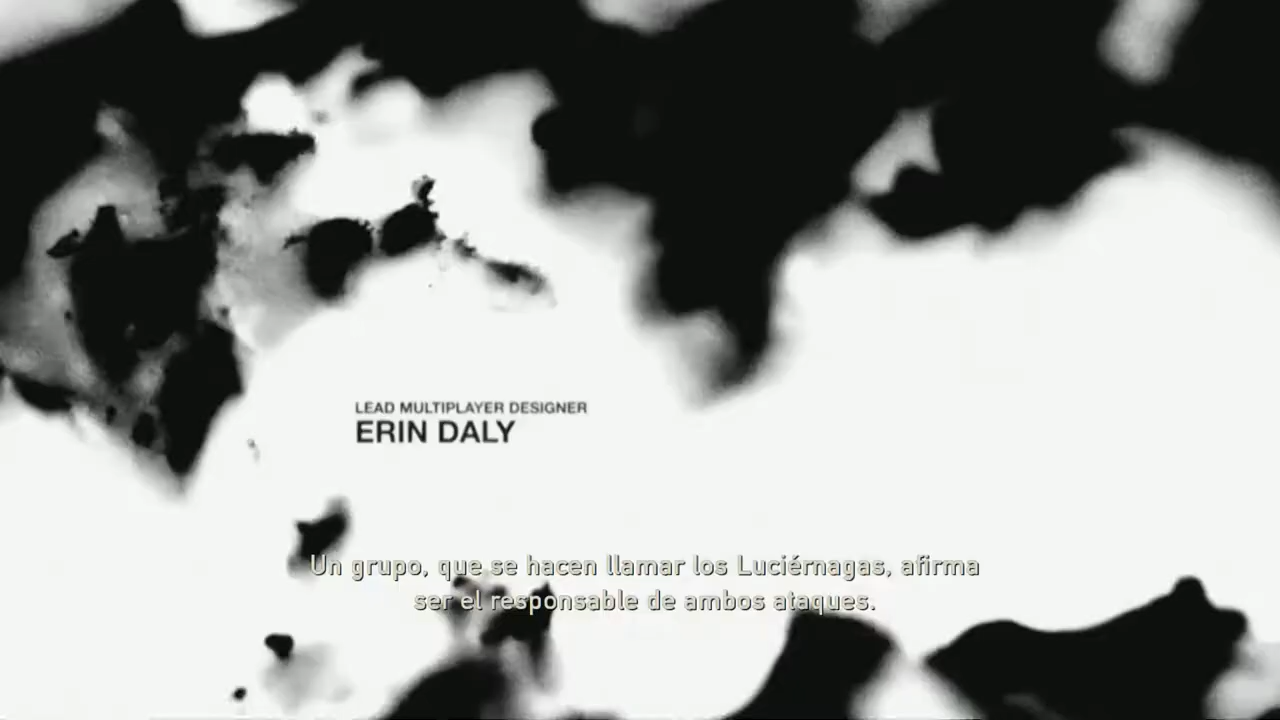 LEAD MULTIPLAYER DESIGNER
ERIN DALY
Un grupo, que se hacen llamar los Luciérnagas, afirma
ser el responsable de ambos ataques.